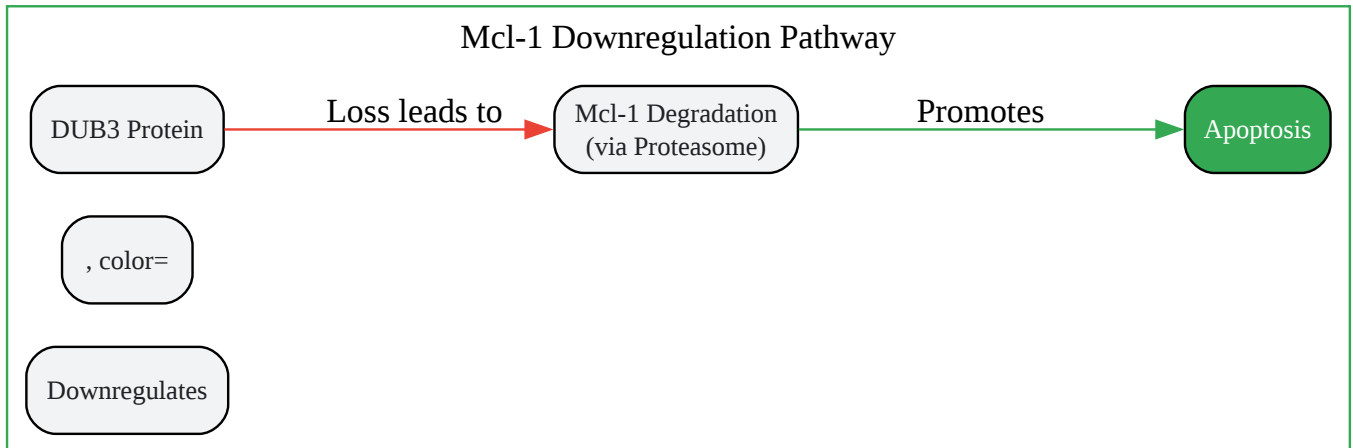 Mcl-1 Downregulation Pathway
DUB3 Protein
Loss leads to
Mcl-1 Degradation
(via Proteasome)
Promotes
Apoptosis
, color=
Downregulates